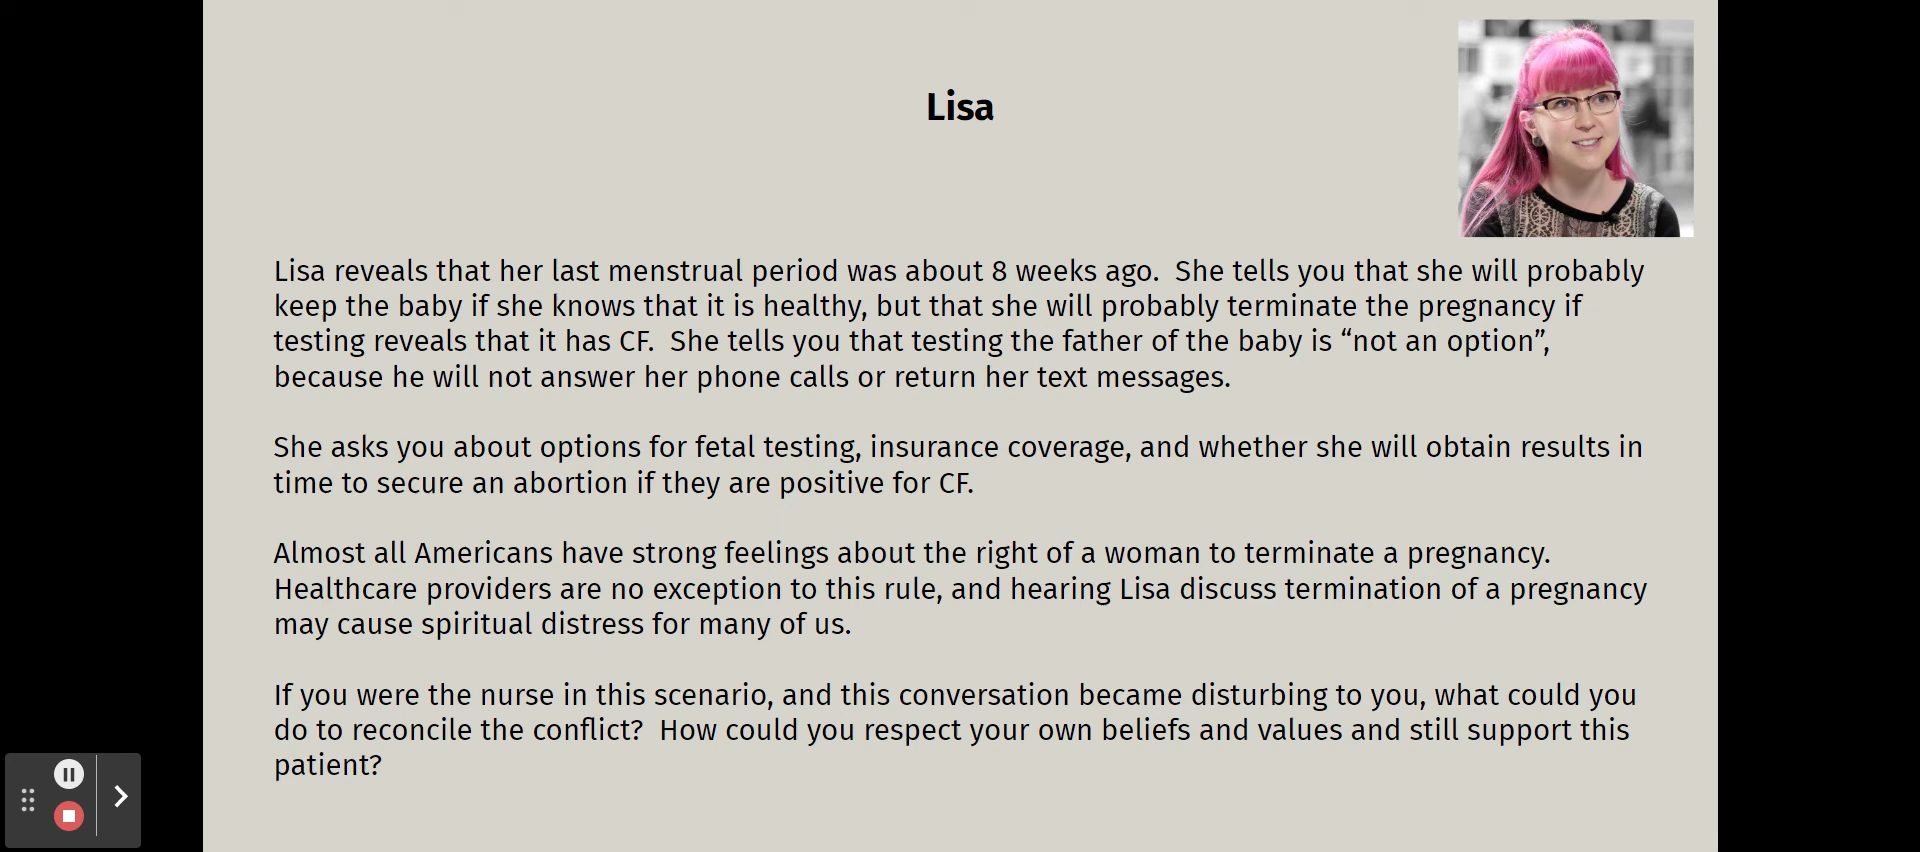 Lisa
Lisa reveals that her last menstrual period was about 8 weeks ago.  She tells you that she will probably
keep the baby if she knows that it is healthy, but that she will probably terminate the pregnancy if
testing reveals that it has CF.  She tells you that testing the father of the baby is “not an option”,
because he will not answer her phone calls or return her text messages.
She asks you about options for fetal testing, insurance coverage, and whether she will obtain results in
time to secure an abortion if they are positive for CF.
Almost all Americans have strong feelings about the right of a woman to terminate a pregnancy.
Healthcare providers are no exception to this rule, and hearing Lisa discuss termination of a pregnancy
may cause spiritual distress for many of us.
If you were the nurse in this scenario, and this conversation became disturbing to you, what could you
do to reconcile the conflict?  How could you respect your own beliefs and values and still support this
patient?